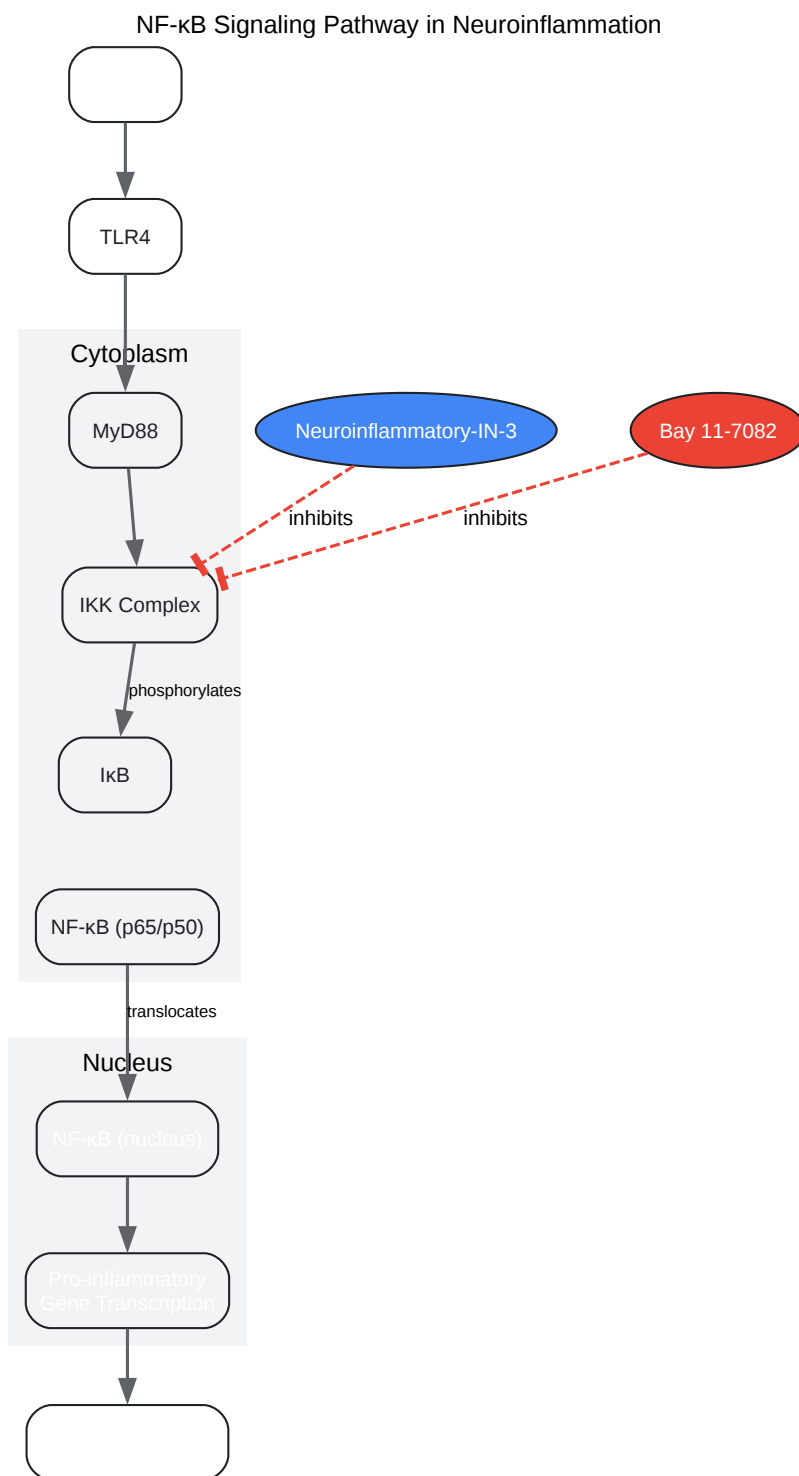 NF-κB Signaling Pathway in Neuroinflammation
TLR4
Cytoplasm
MyD88
Neuroinflammatory-IN-3
Bay 11-7082
inhibits
inhibits
IKK Complex
phosphorylates
IκB
NF-κB (p65/p50)
translocates
Nucleus
NF-κB (nucleus)
Pro-inflammatory
Gene Transcription